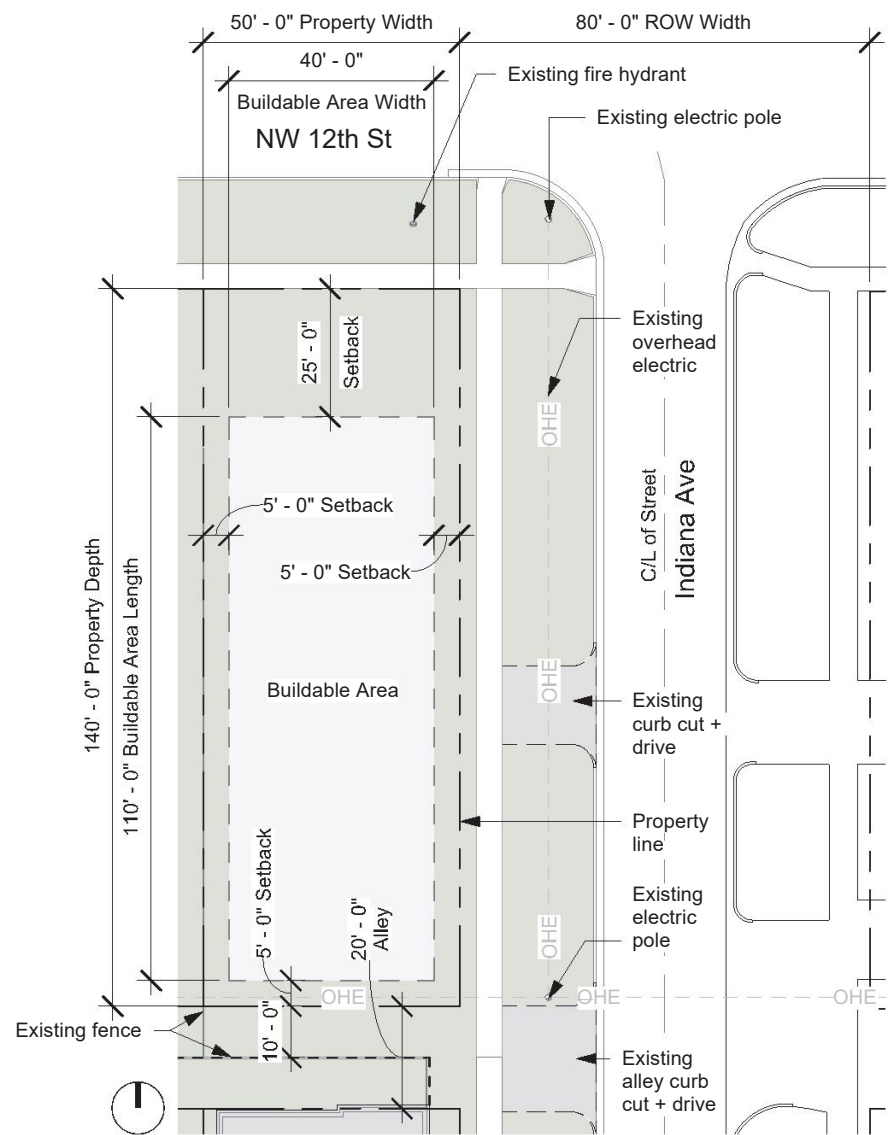 50' - 0" Property Width
80' - 0" ROW Width
40' - 0"
Buildable Area Width
NW 12th St
Existing fire hydrant
Existing electric pole
25' - 0"
Setback
Existing
overhead
electric
OHE
5' - 0" Setback
5' - 0" Setback
C/L of Street
Indiana Ave
140' - 0" Property Depth
110' - 0" Buildable Area Length
Buildable Area
OHE
Existing
curb cut +
drive
Property
line
5' - 0" Setback
20' - 0"
Alley
Existing
electric
pole
OHE
OHE
OHE
OHE
Existing fence
10' - 0"
Existing
alley curb
cut + drive